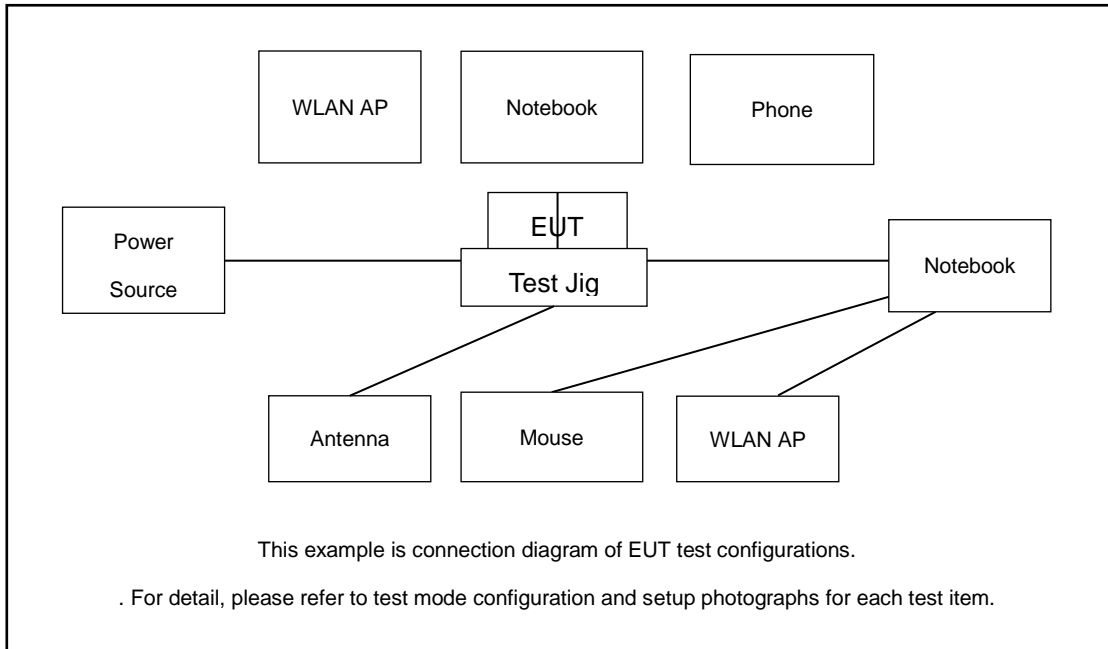 WLAN AP
Notebook
Phone
EUT
Power
Source
Test Jig
Notebook
Antenna
Mouse
WLAN AP
This example is connection diagram of EUT test configurations.
. For detail, please refer to test mode configuration and setup photographs for each test item.